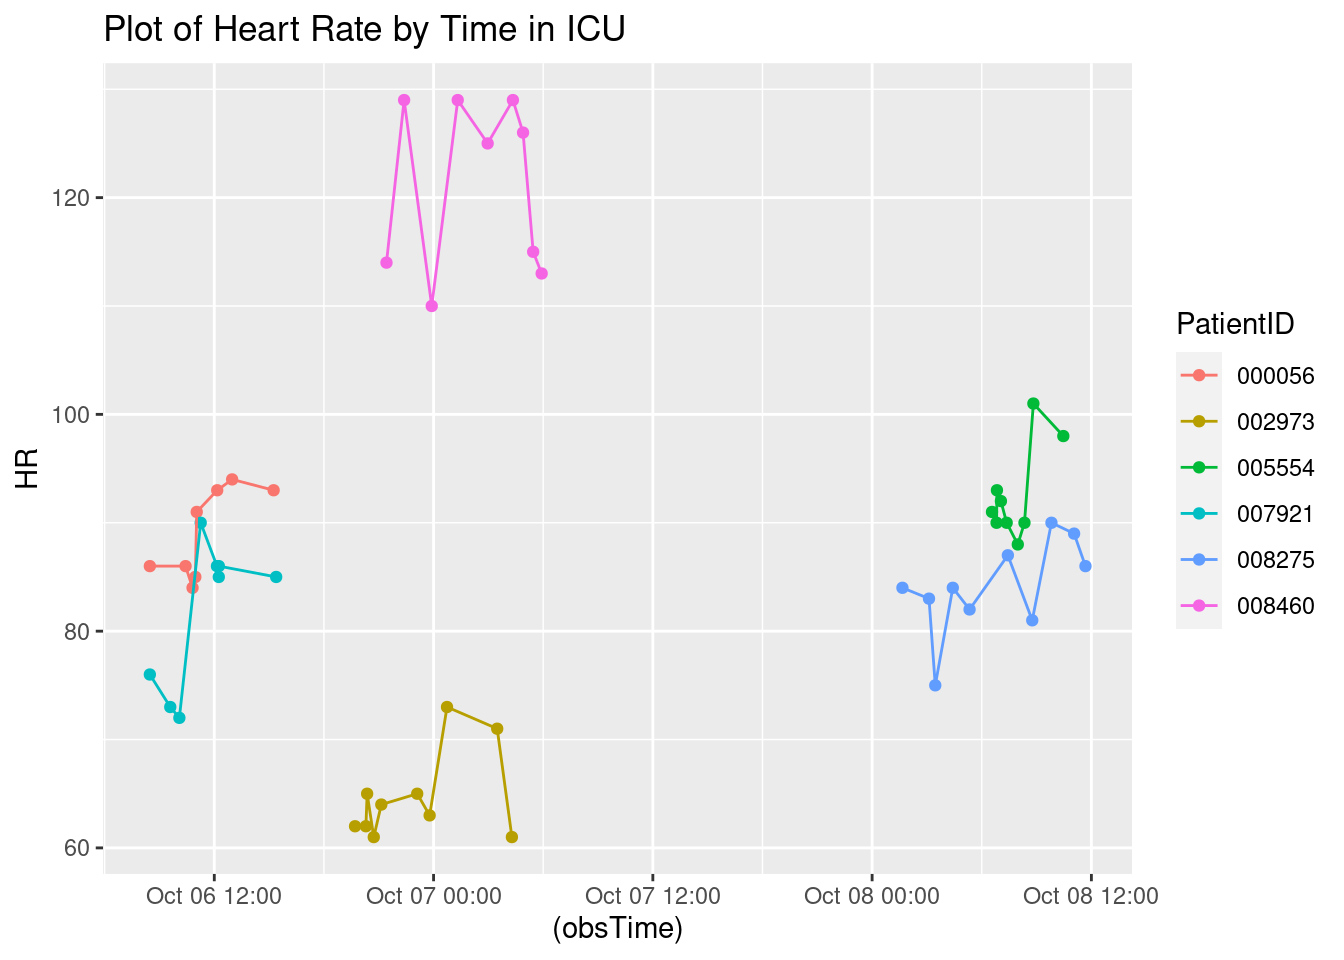 Plot of Heart Rate by Time in ICU
HR
120
100
80
60
Oct 06 12:00
Oct 07 00:00
Oct 07 12:00
Oct 08 00:00
Oct 08 12:00
(obsTime)
PatientID
000056
002973
005554
007921
008275
008460